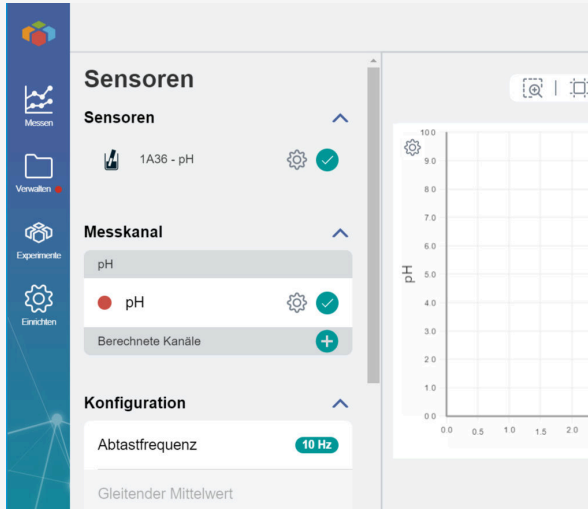 Messen
Verwalten
Experimente
Einrichten
Sensoren
Sensoren
1A36 - pH
Messkanal
pH
pH
Berechnete Kanäle
Konfiguration
Abtastfrequenz 10 Hz
Gleitender Mittelwert
pH
10.0
9.0
8.0
7.0
6.0
5.0
4.0
3.0
2.0
1.0
0.0
0.0 0.5 1.0 1.5 2.0